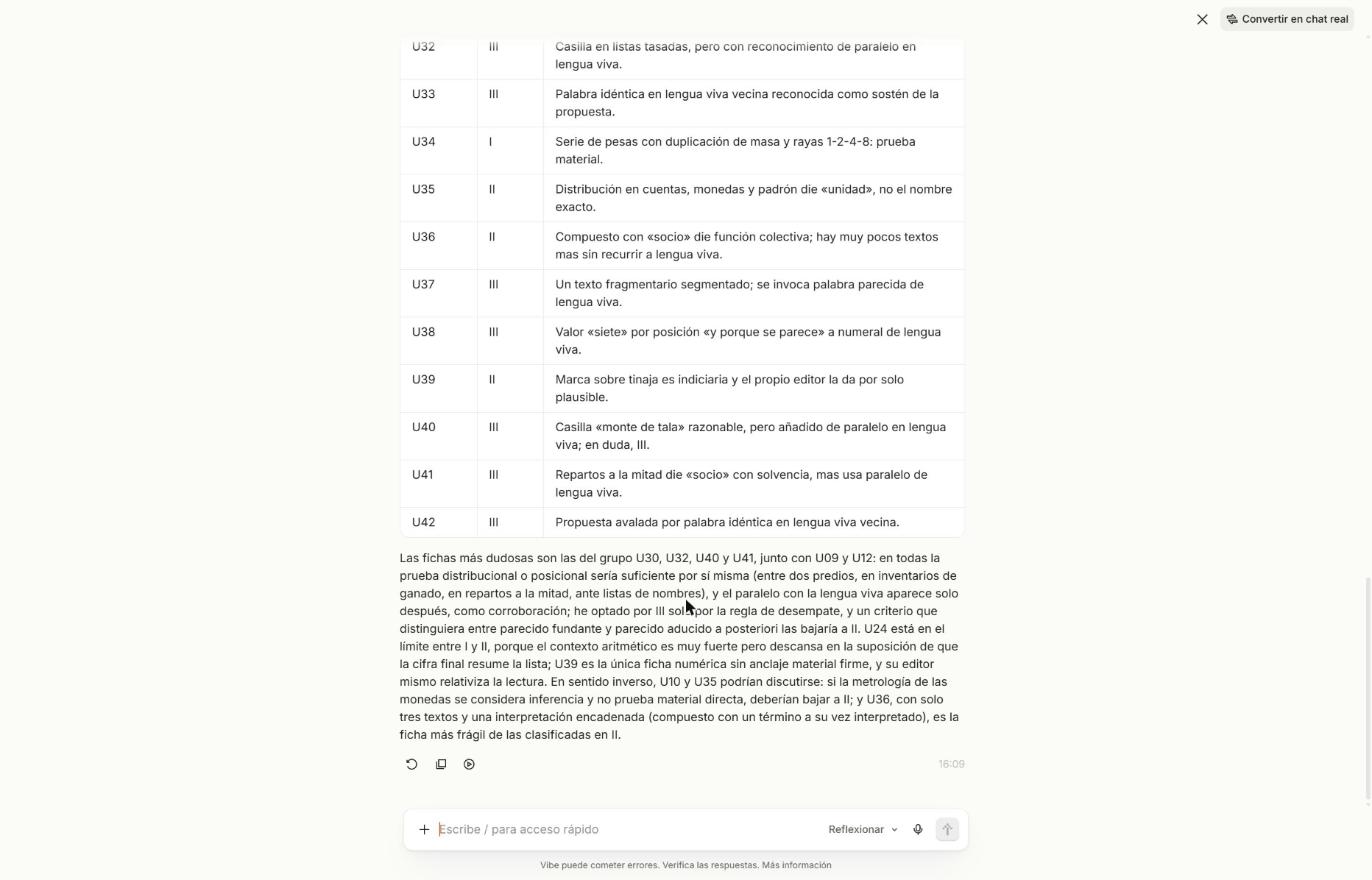 Convertir en chat real
U32 III Casilla en listas tasadas, pero con reconocimiento de paralelo en
lengua viva.
U33 III Palabra idéntica en lengua viva vecina reconocida como sostén de la
propuesta.
U34 I Serie de pesas con duplicación de masa y rayas 1-2-4-8: prueba
material.
U35 II Distribución en cuentas, monedas y padrón die «unidad», no el nombre
exacto.
U36 II Compuesto con «socio» die función colectiva; hay muy pocos textos
mas sin recurrir a lengua viva.
U37 III Un texto fragmentario segmentado; se invoca palabra parecida de
lengua viva.
U38 III Valor «siete» por posición «y porque se parece» a numeral de lengua
viva.
U39 II Marca sobre tinaja es indiciaria y el propio editor la da por solo
plausible.
U40 III Casilla «monte de tala» razonable, pero añadido de paralelo en lengua
viva; en duda, III.
U41 III Repartos a la mitad die «socio» con solvencia, mas usa paralelo de
lengua viva.
U42 III Propuesta avalada por palabra idéntica en lengua viva vecina.
Las fichas más dudosas son las del grupo U30, U32, U40 y U41, junto con U09 y U12: en todas la
prueba distribucional o posicional sería suficiente por sí misma (entre dos predios, en inventarios de
ganado, en repartos a la mitad, ante listas de nombres), y el paralelo con la lengua viva aparece solo
después, como corroboración; he optado por III solo por la regla de desempate, y un criterio que
distinguiera entre parecido fundante y parecido aducido a posteriori las bajaría a II. U24 está en el
límite entre I y II, porque el contexto aritmético es muy fuerte pero descansa en la suposición de que
la cifra final resume la lista; U39 es la única ficha numérica sin anclaje material firme, y su editor
mismo relativiza la lectura. En sentido inverso, U10 y U35 podrían discutirse: si la metrología de las
monedas se considera inferencia y no prueba material directa, deberían bajar a II; y U36, con solo
tres textos y una interpretación encadenada (compuesto con un término a su vez interpretado), es la
ficha más frágil de las clasificadas en II.
16:09
Escribe / para acceso rápido
Reflexionar
Vibe puede cometer errores. Verifica las respuestas. Más información